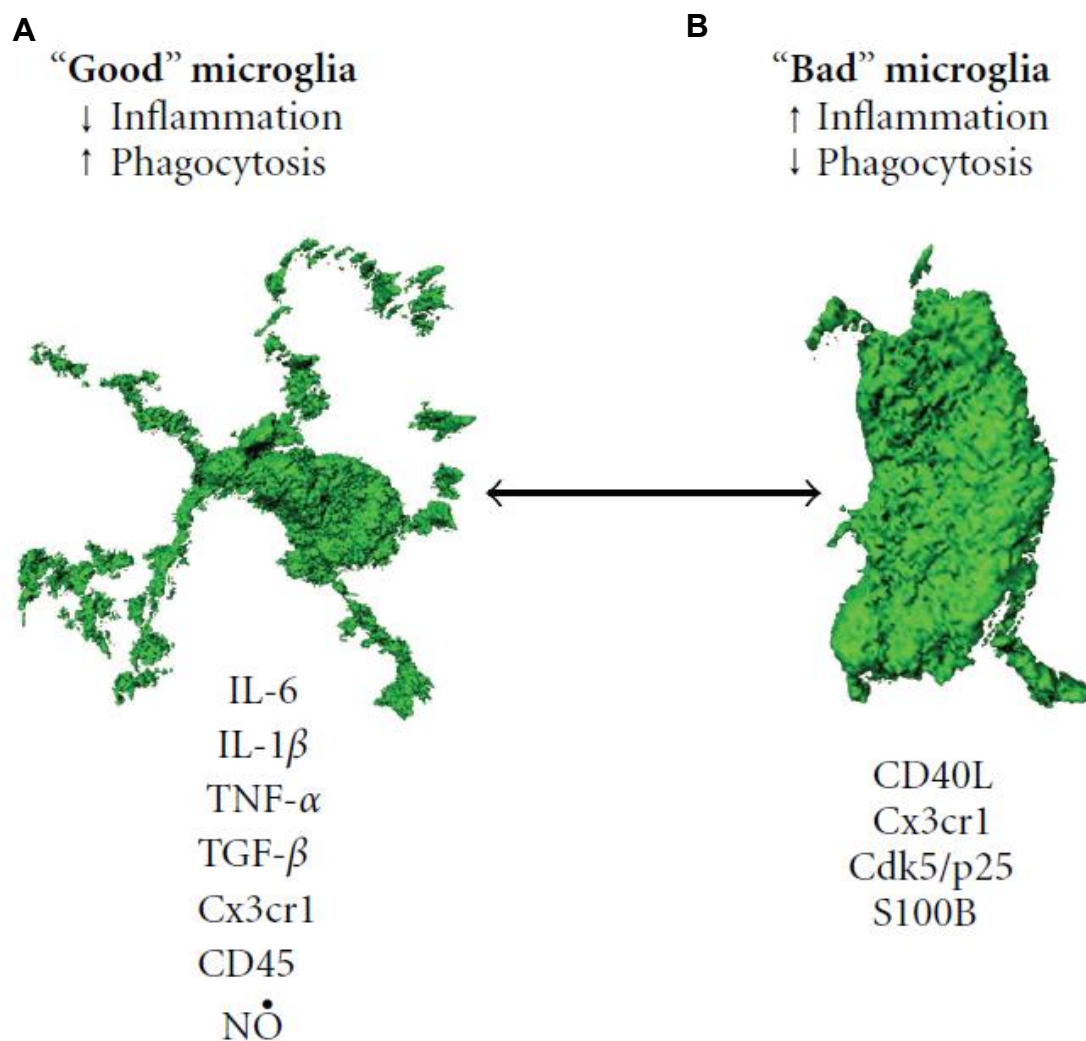 A
“Good” microglia
↓ Inflammation
↑ Phagocytosis
IL-6
IL-1β
TNF-α
TGF-β
Cx3cr1
CD45
NȮ
B
“Bad” microglia
↑ Inflammation
↓ Phagocytosis
CD40L
Cx3cr1
Cdk5/p25
S100B